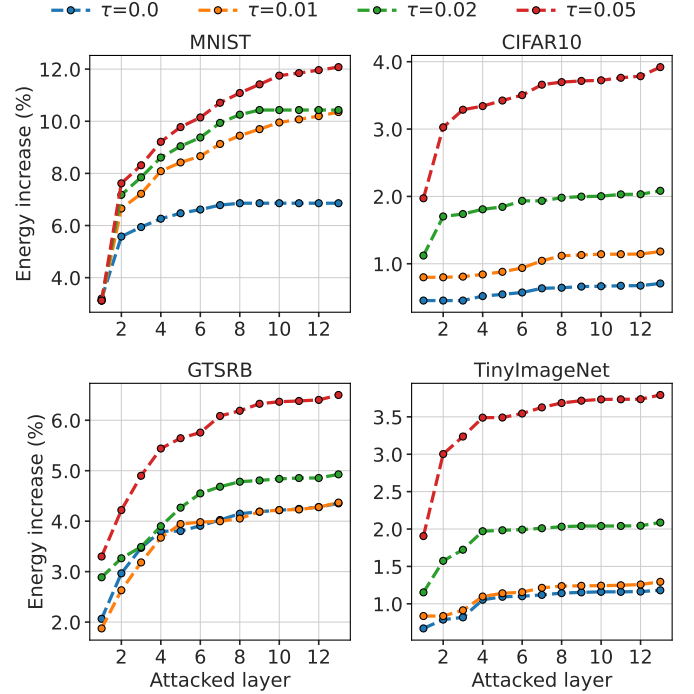 τ=0.0 τ=0.01 τ=0.02 τ=0.05
MNIST
Energy increase (%)
12.0
10.0
8.0
6.0
4.0
2 4 6 8 10 12
CIFAR10
4.0
3.0
2.0
1.0
2 4 6 8 10 12
GTSRB
Energy increase (%)
6.0
5.0
4.0
3.0
2.0
2 4 6 8 10 12
Attacked layer
TinyImageNet
3.5
3.0
2.5
2.0
1.5
1.0
2 4 6 8 10 12
Attacked layer